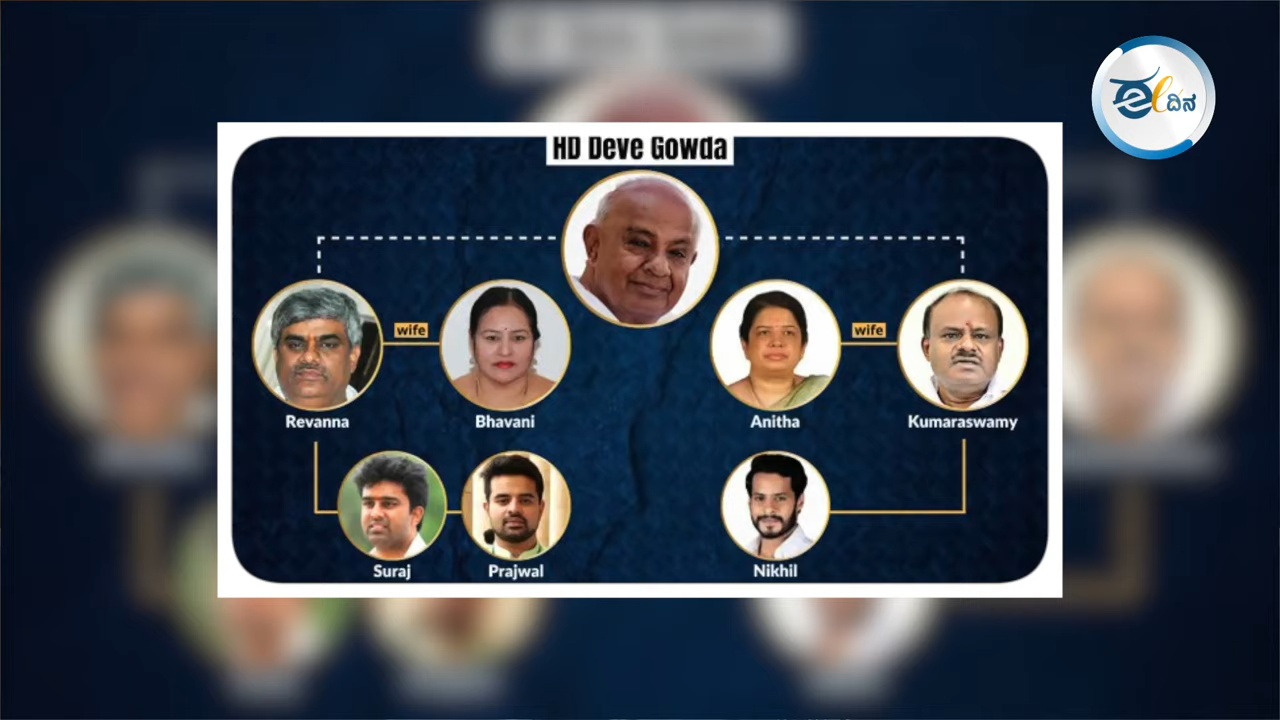 ಈ ದಿನ
HD Deve Gowda
wife
wife
Revanna
Bhavani
Anitha
Kumaraswamy
Suraj
Prajwal
Nikhil